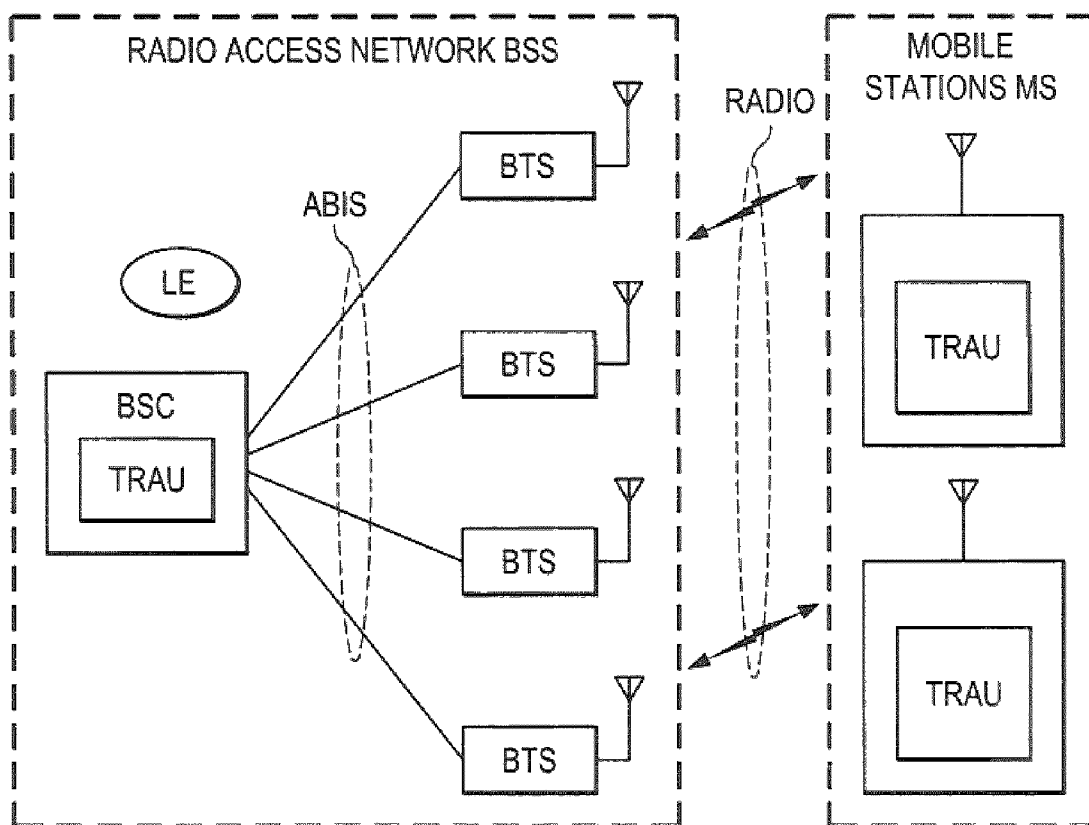 RADIO ACCESS NETWORK BSS
MOBILE
STATIONS MS
RADIO
BTS
ABIS
LE
BTS
TRAU
BSC
TRAU
BTS
TRAU
BTS